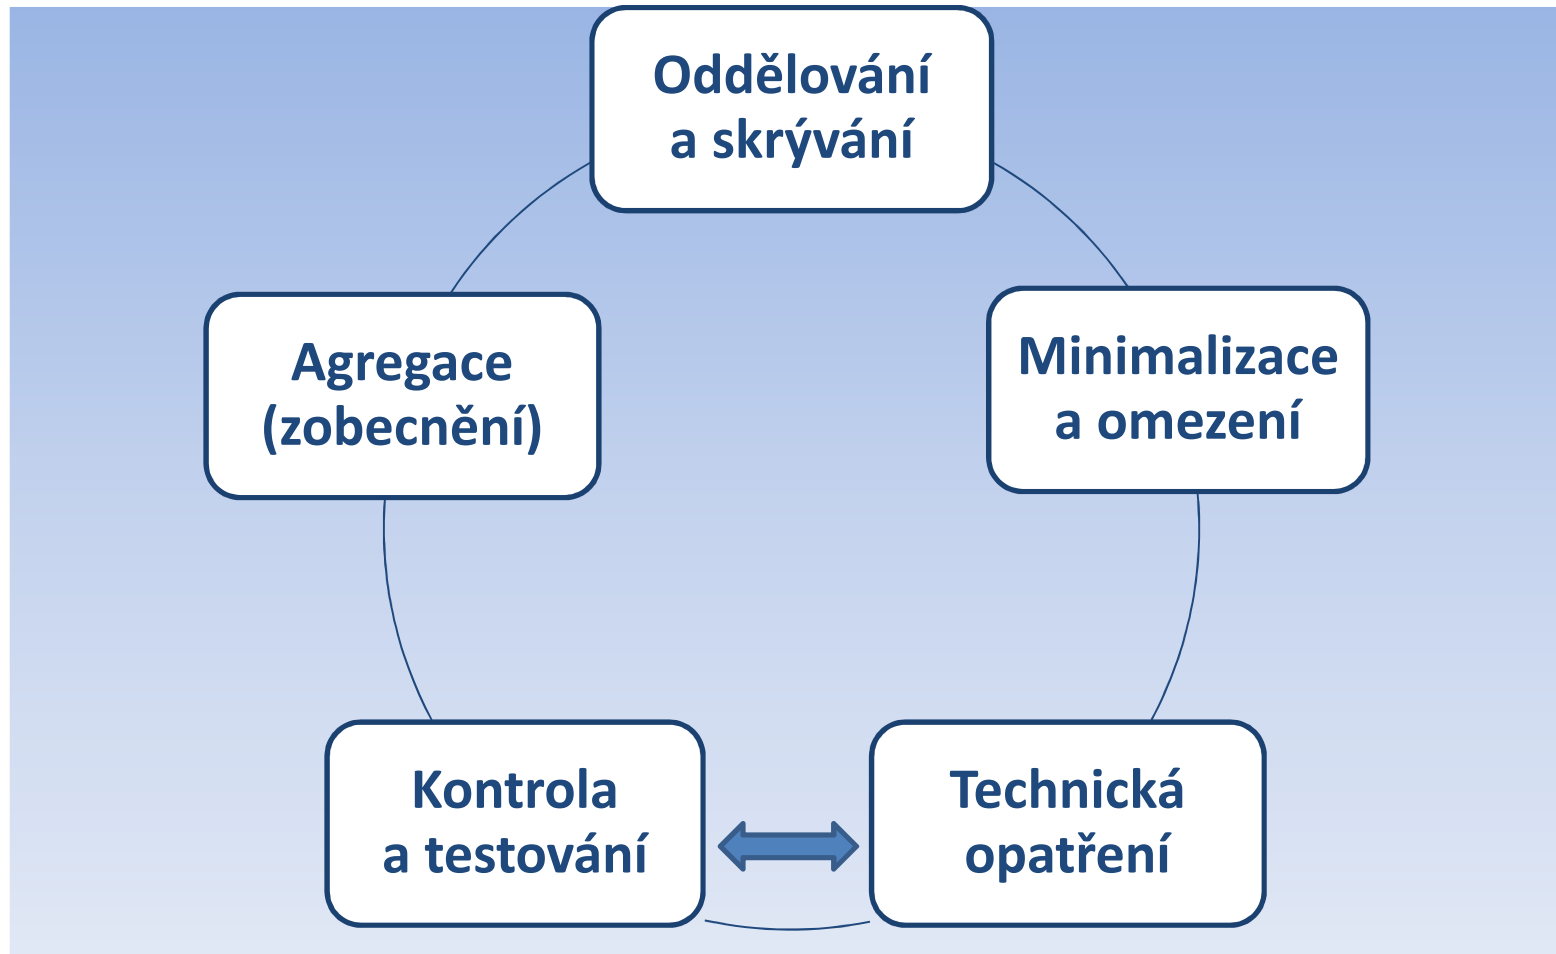 Oddělování
a skrývání
Agregace
(zobecnění)
Minimalizace
a omezení
Kontrola
a testování
Technická
opatření